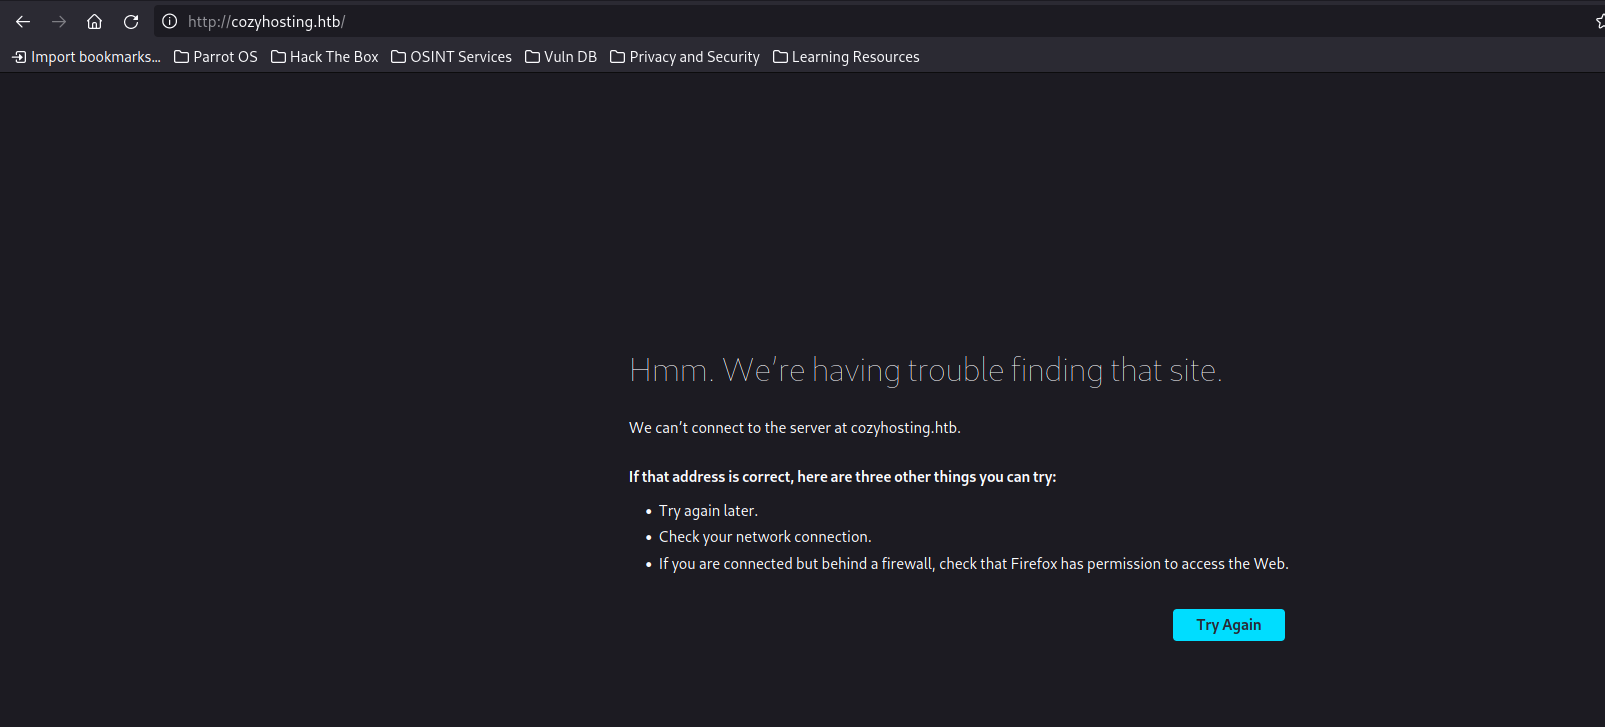 http://cozyhosting.htb/
Import bookmarks... Parrot OS Hack The Box OSINT Services Vuln DB Privacy and Security Learning Resources
Hmm. We’re having trouble finding that site.
We can’t connect to the server at cozyhosting.htb.
If that address is correct, here are three other things you can try:
• Try again later.
• Check your network connection.
• If you are connected but behind a firewall, check that Firefox has permission to access the Web.
Try Again